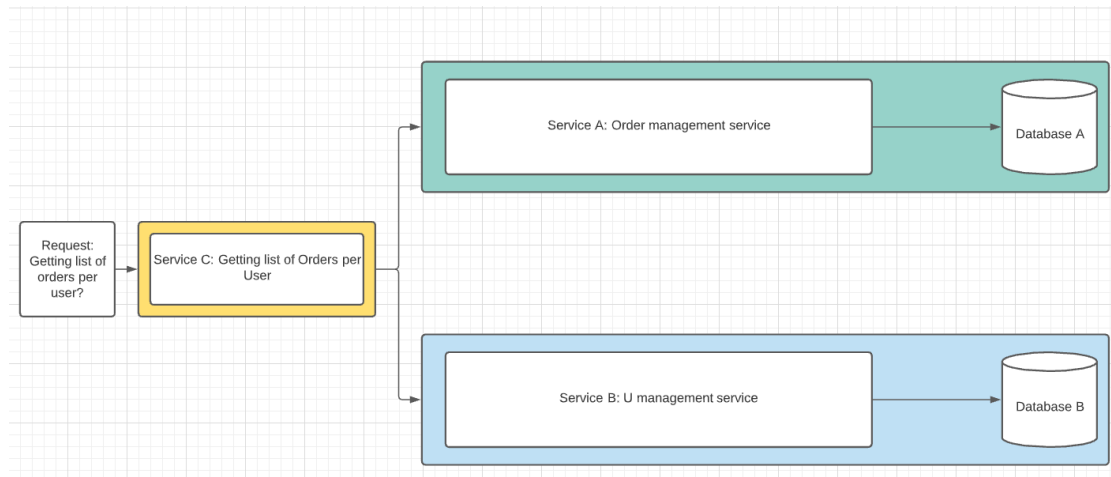 Request:
Getting list of
orders per
user?
Service C: Getting list of Orders per
User
Service A: Order management service
Database A
Service B: U management service
Database B